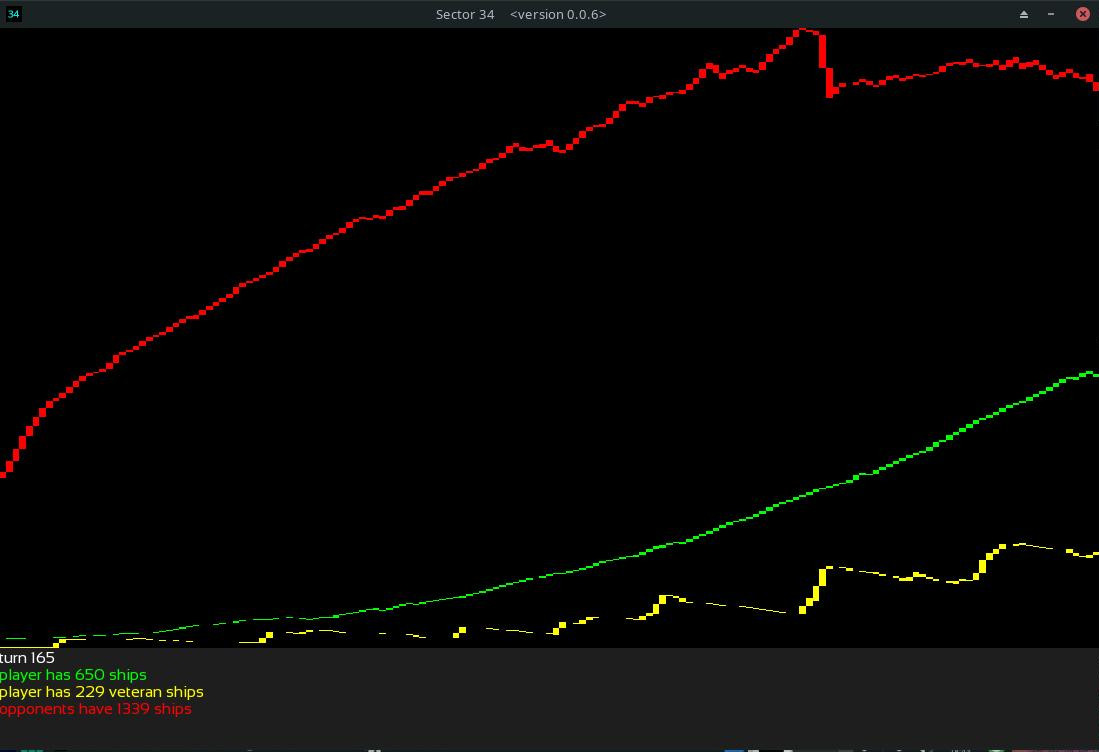 34
Sector 34 <version 0.0.6>
turn 165
player has 650 ships
player has 229 veteran ships
opponents have 1339 ships